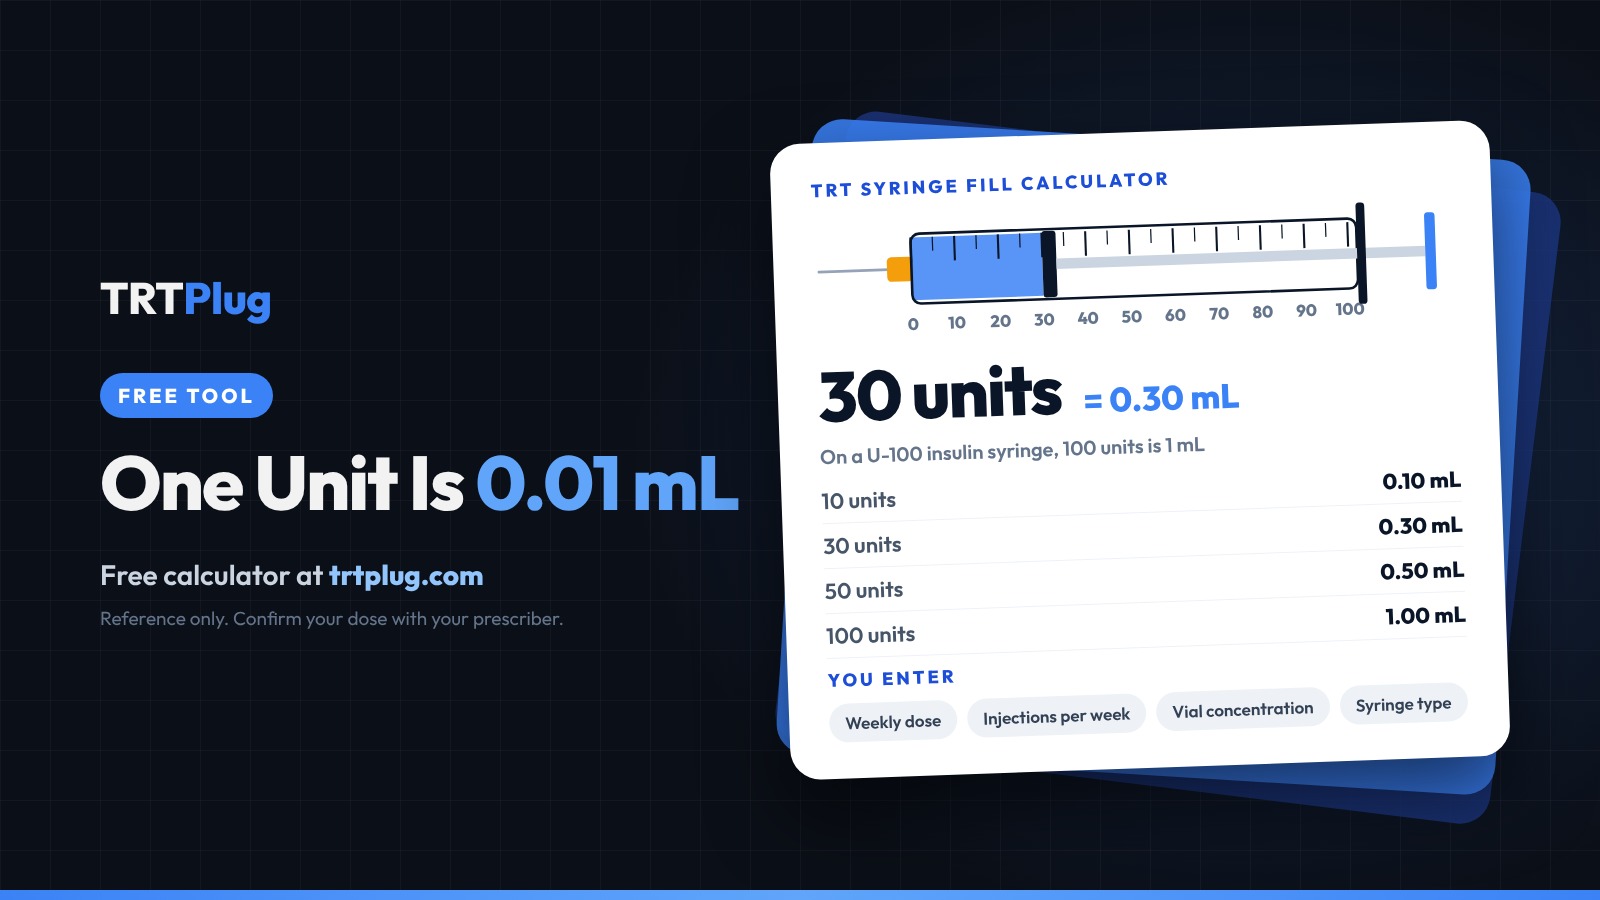 TRTPlug
FREE TOOL
One Unit Is 0.01 mL
Free calculator at trtplug.com
Reference only. Confirm your dose with your prescriber.
TRT SYRINGE FILL CALCULATOR
0 10 20 30 40 50 60 70 80 90 100
30 units = 0.30 mL
On a U-100 insulin syringe, 100 units is 1 mL
10 units 0.10 mL
30 units 0.30 mL
50 units 0.50 mL
100 units 1.00 mL
YOU ENTER
Weekly dose Injections per week Vial concentration Syringe type